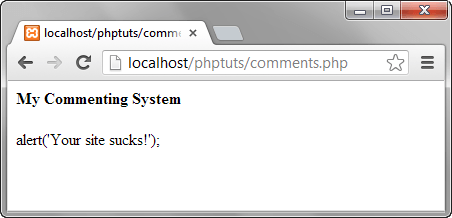 localhost/phptuts/comme
localhost/phptuts/comments.php
My Commenting System
alert('Your site sucks!');